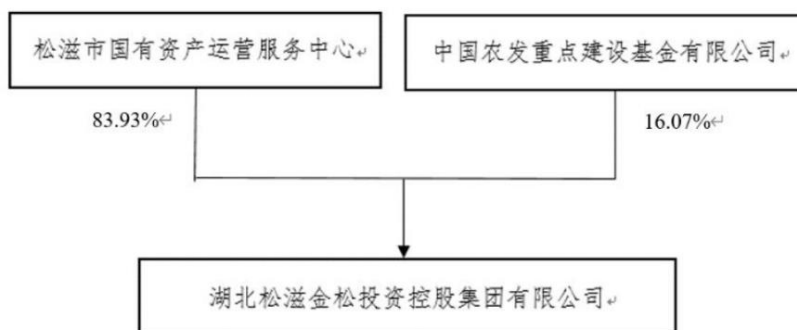 松滋市国有资产运营服务中心
中国农发重点建设基金有限公司
83.93%
16.07%
湖北松滋金松投资控股集团有限公司